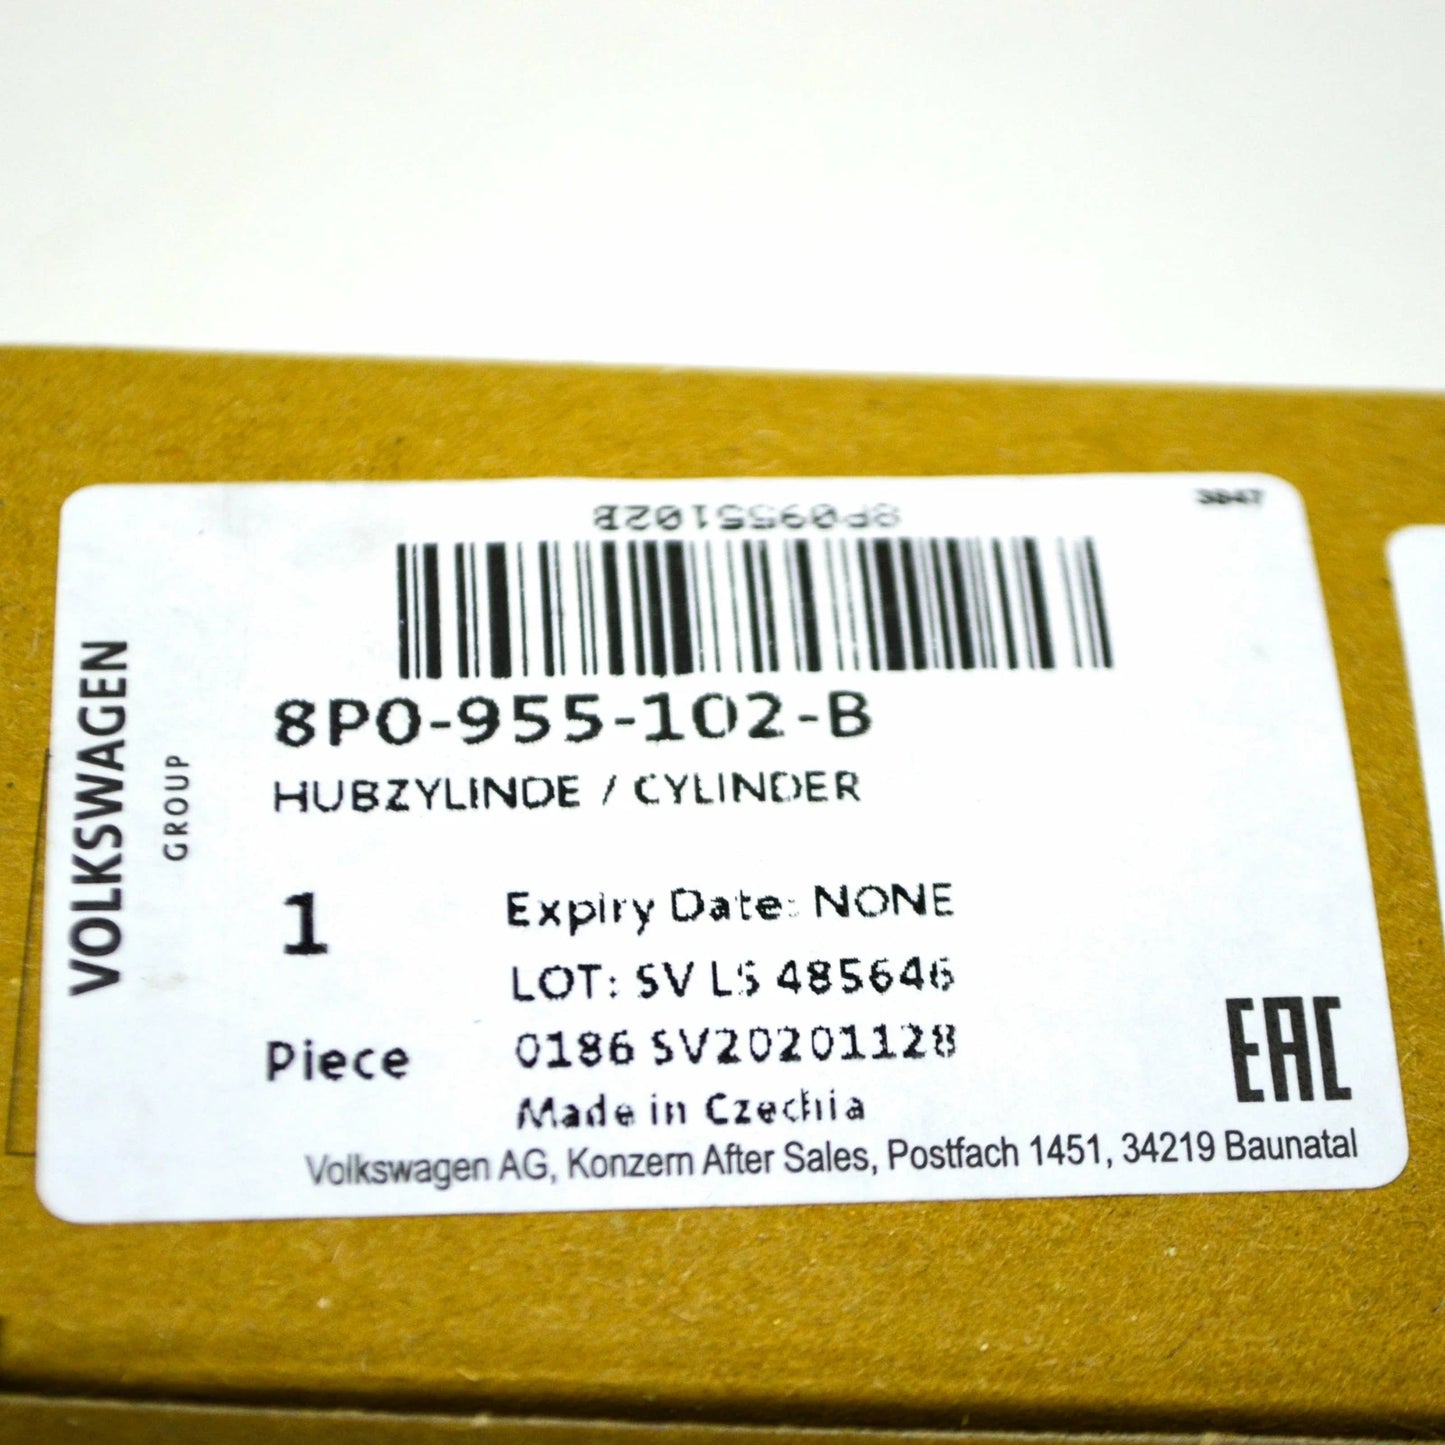 3847
8P0955102B
8P0-955-102-B
HUBZYLINDE / CYLINDER
VOLKSWAGEN
GROUP
1
Expiry Date: NONE
LOT: SV LS 485646
Piece
0186 SV20201128
Made in Czechia
EAC
Volkswagen AG, Konzern After Sales, Postfach 1451, 34219 Baunatal